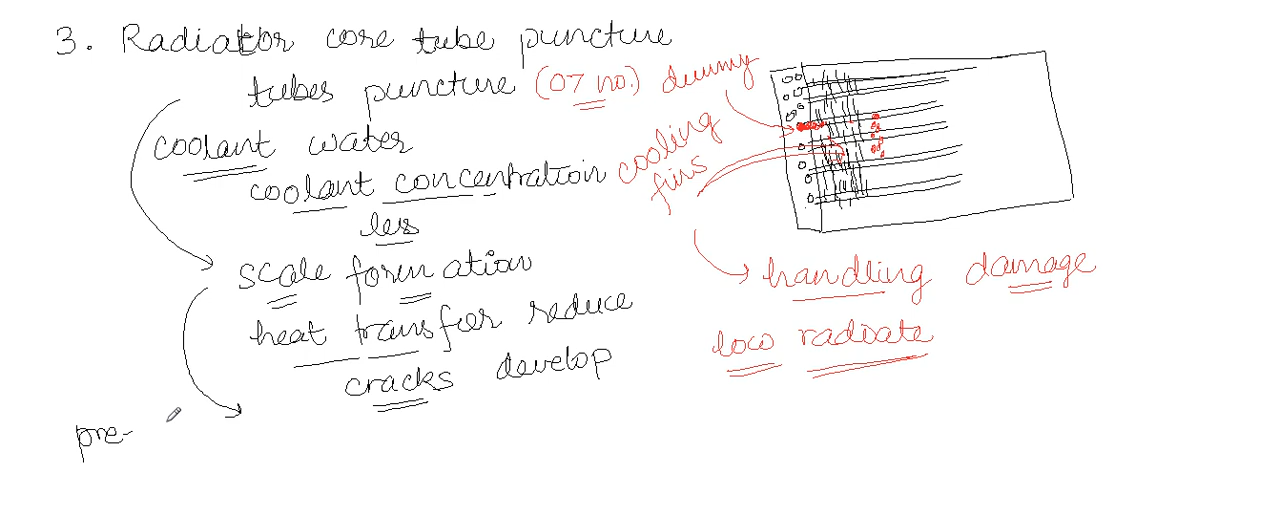 3. Radiator core tube puncture
tubes puncture (07 no.) dummy
coolant water
coolant concentration
less
cooling
fins
scale formation
heat transfer reduce
cracks develop
handling damage
loco radiate
pre-